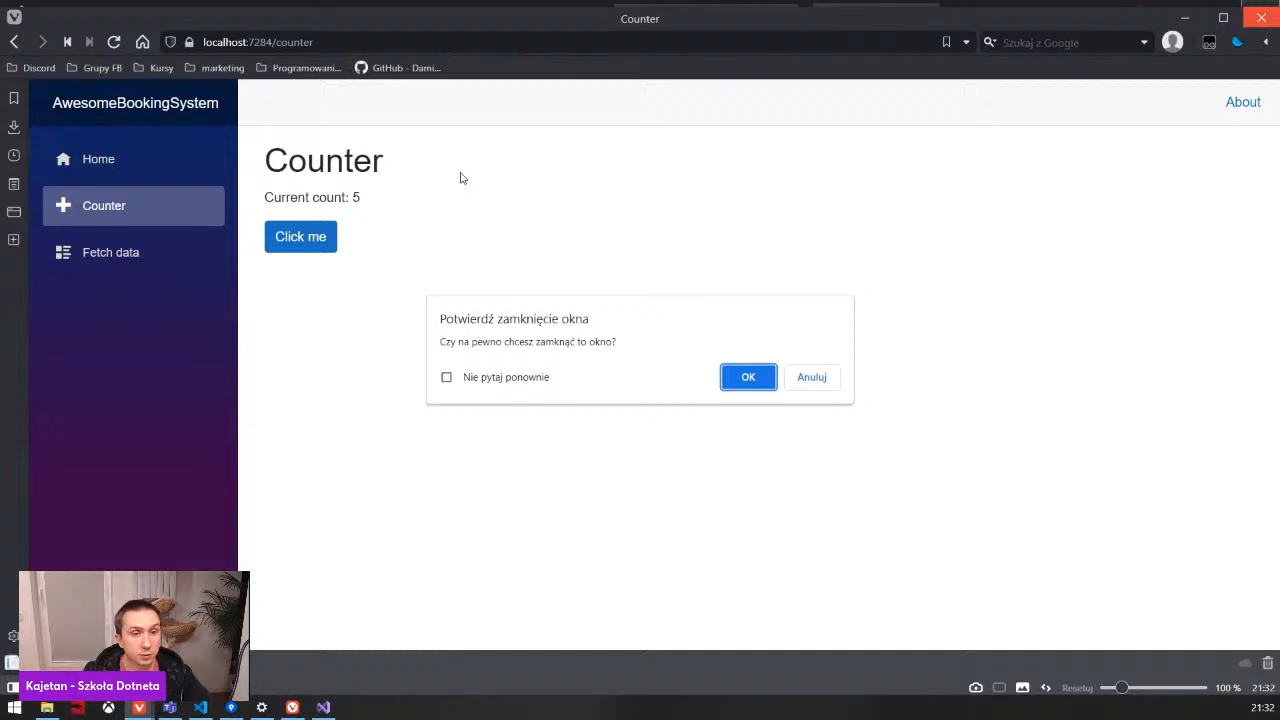 Counter
localhost:7284/counter
Szukaj z Google
Discord
Grupy FB
Kursy
marketing
Programowani...
GitHub - Dami...
AwesomeBookingSystem
About
Home
Counter
Fetch data
Counter
Current count: 5
Click me
Potwierdź zamknięcie okna
Czy na pewno chcesz zamknąć to okno?
Nie pytaj ponownie
OK
Anuluj
Kajetan - Szkoła Dotneta
Resetuj
100 %
21:32
21:32